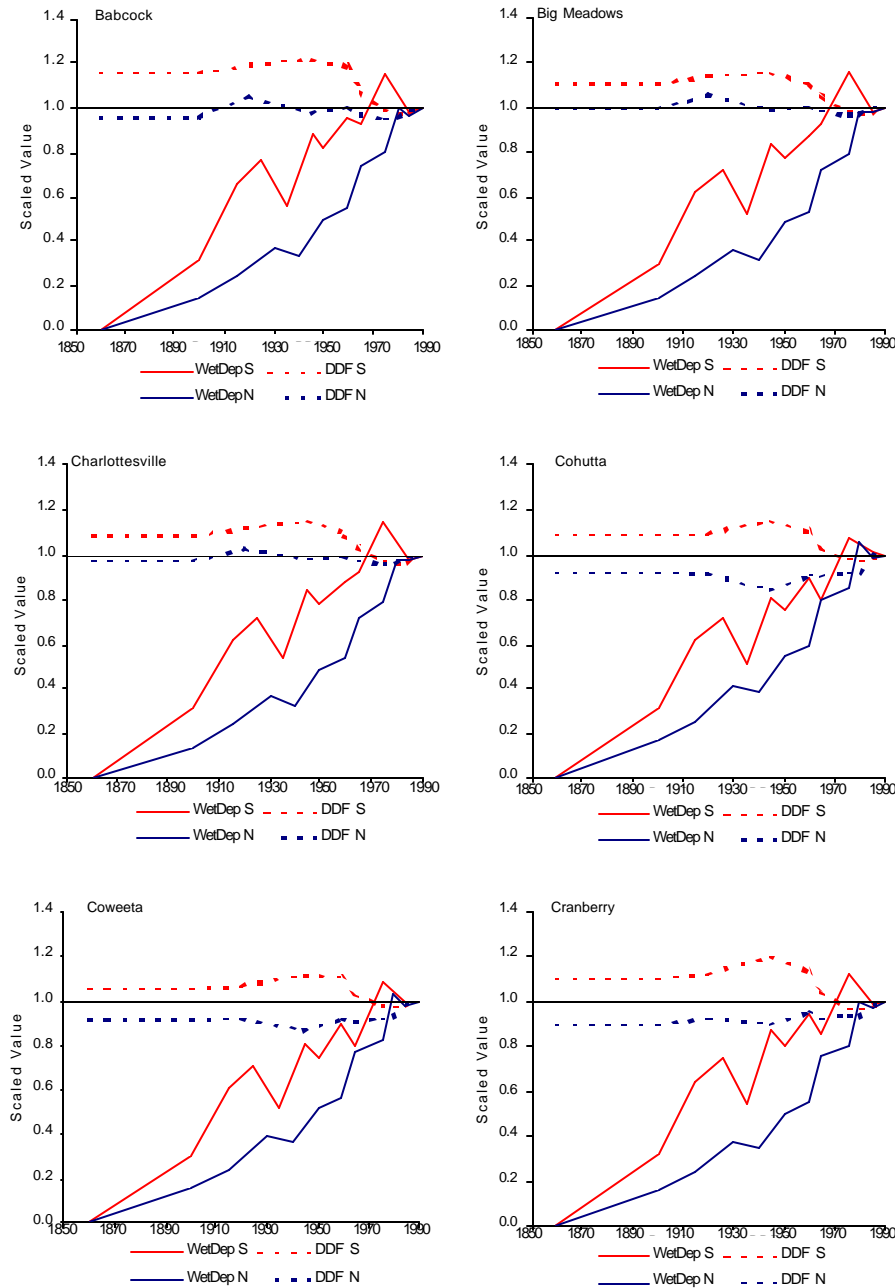 Babcock
1.4
1.2
1.0
0.8
0.6
0.4
0.2
0.0
Scaled Value
1850 1870 1890 1910 1930 1950 1970 1990
WetDep S DDF S
WetDep N DDF N
Big Meadows
1.4
1.2
1.0
0.8
0.6
0.4
0.2
0.0
Scaled Value
1850 1870 1890 1910 1930 1950 1970 1990
WetDep S DDF S
WetDep N DDF N
Charlottesville
1.4
1.2
1.0
0.8
0.6
0.4
0.2
0.0
Scaled Value
1850 1870 1890 1910 1930 1950 1970 1990
WetDep S DDF S
WetDep N DDF N
Cohutta
1.4
1.2
1.0
0.8
0.6
0.4
0.2
0.0
Scaled Value
1850 1870 1890 1910 1930 1950 1970 1990
WetDep S DDF S
WetDep N DDF N
Coweeta
1.4
1.2
1.0
0.8
0.6
0.4
0.2
0.0
Scaled Value
1850 1870 1890 1910 1930 1950 1970 1990
WetDep S DDF S
WetDep N DDF N
Cranberry
1.4
1.2
1.0
0.8
0.6
0.4
0.2
0.0
Scaled Value
1850 1870 1890 1910 1930 1950 1970 1990
WetDep S DDF S
WetDep N DDF N